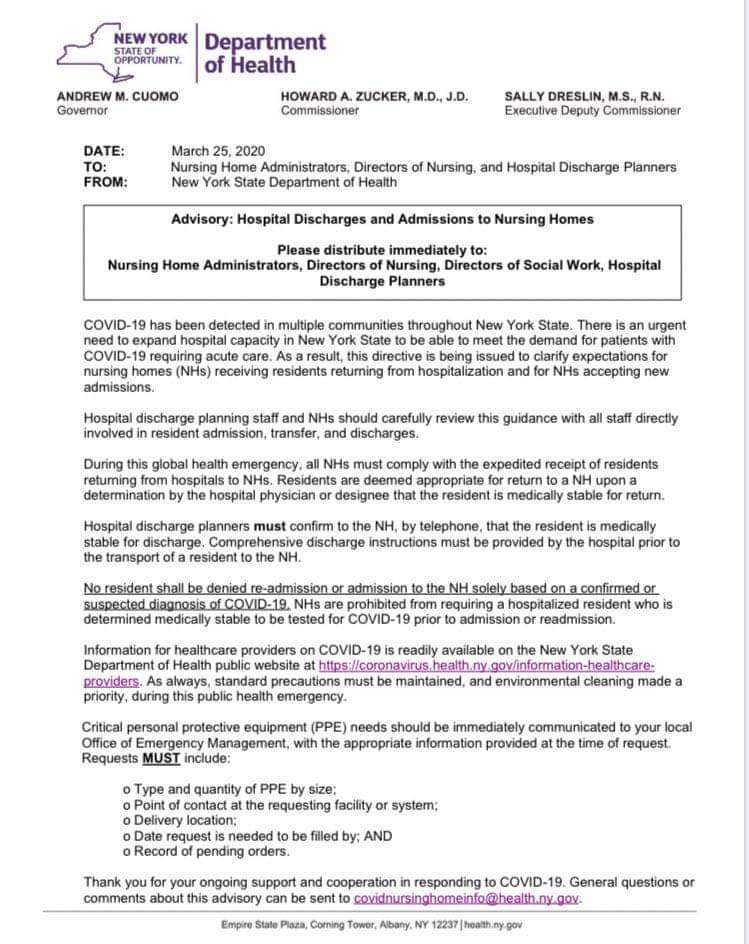 NEW YORK
STATE OF
OPPORTUNITY.
Department
of Health
ANDREW M. CUOMO
Governor
HOWARD A. ZUCKER, M.D., J.D.
Commissioner
SALLY DRESLIN, M.S., R.N.
Executive Deputy Commissioner
DATE: March 25, 2020
TO: Nursing Home Administrators, Directors of Nursing, and Hospital Discharge Planners
FROM: New York State Department of Health
Advisory: Hospital Discharges and Admissions to Nursing Homes
Please distribute immediately to:
Nursing Home Administrators, Directors of Nursing, Directors of Social Work, Hospital
Discharge Planners
COVID-19 has been detected in multiple communities throughout New York State. There is an urgent
need to expand hospital capacity in New York State to be able to meet the demand for patients with
COVID-19 requiring acute care. As a result, this directive is being issued to clarify expectations for
nursing homes (NHs) receiving residents returning from hospitalization and for NHs accepting new
admissions.
Hospital discharge planning staff and NHs should carefully review this guidance with all staff directly
involved in resident admission, transfer, and discharges.
During this global health emergency, all NHs must comply with the expedited receipt of residents
returning from hospitals to NHs. Residents are deemed appropriate for return to a NH upon a
determination by the hospital physician or designee that the resident is medically stable for return.
Hospital discharge planners must confirm to the NH, by telephone, that the resident is medically
stable for discharge. Comprehensive discharge instructions must be provided by the hospital prior to
the transport of a resident to the NH.
No resident shall be denied re-admission or admission to the NH solely based on a confirmed or
suspected diagnosis of COVID-19. NHs are prohibited from requiring a hospitalized resident who is
determined medically stable to be tested for COVID-19 prior to admission or readmission.
Information for healthcare providers on COVID-19 is readily available on the New York State
Department of Health public website at https://coronavirus.health.ny.gov/information-healthcare-
providers. As always, standard precautions must be maintained, and environmental cleaning made a
priority, during this public health emergency.
Critical personal protective equipment (PPE) needs should be immediately communicated to your local
Office of Emergency Management, with the appropriate information provided at the time of request.
Requests MUST include:
o Type and quantity of PPE by size;
o Point of contact at the requesting facility or system;
o Delivery location;
o Date request is needed to be filled by; AND
o Record of pending orders.
Thank you for your ongoing support and cooperation in responding to COVID-19. General questions or
comments about this advisory can be sent to covidnursinghomeinfo@health.ny.gov.
Empire State Plaza, Corning Tower, Albany, NY 12237 | health.ny.gov